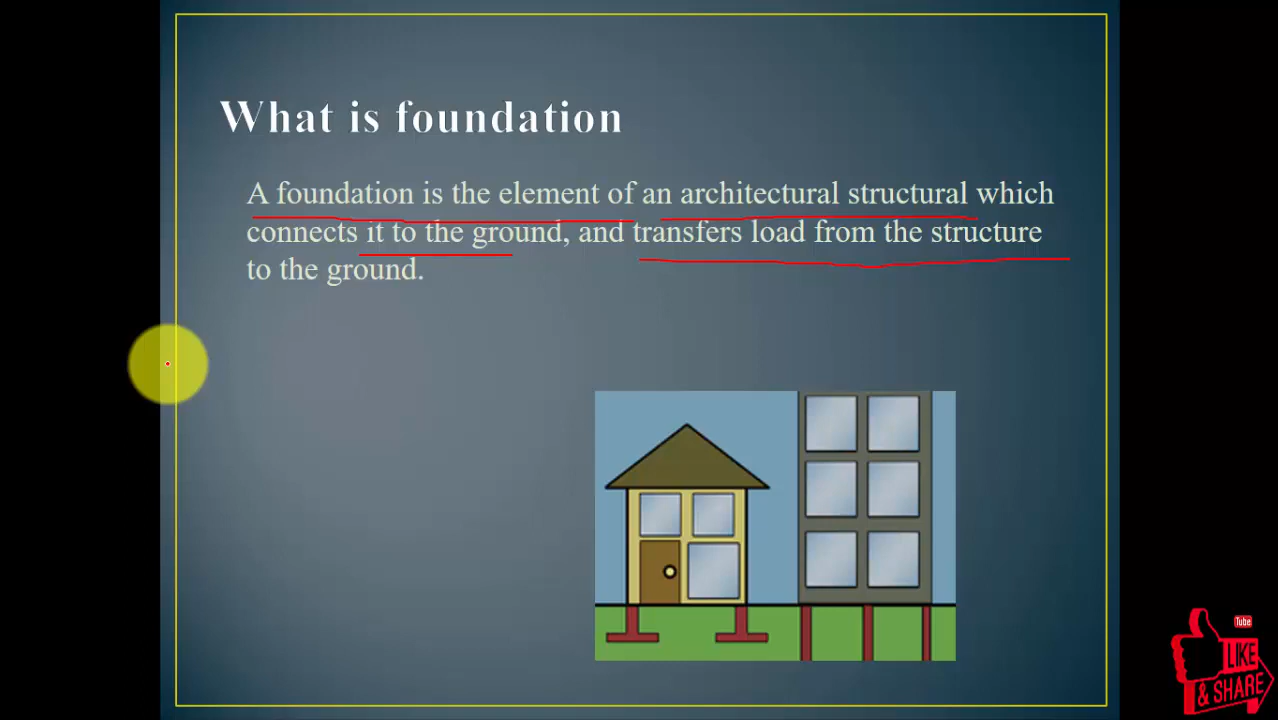 What is foundation
A foundation is the element of an architectural structural which
connects it to the ground, and transfers load from the structure
to the ground.
Tube
LIKE
& SHARE